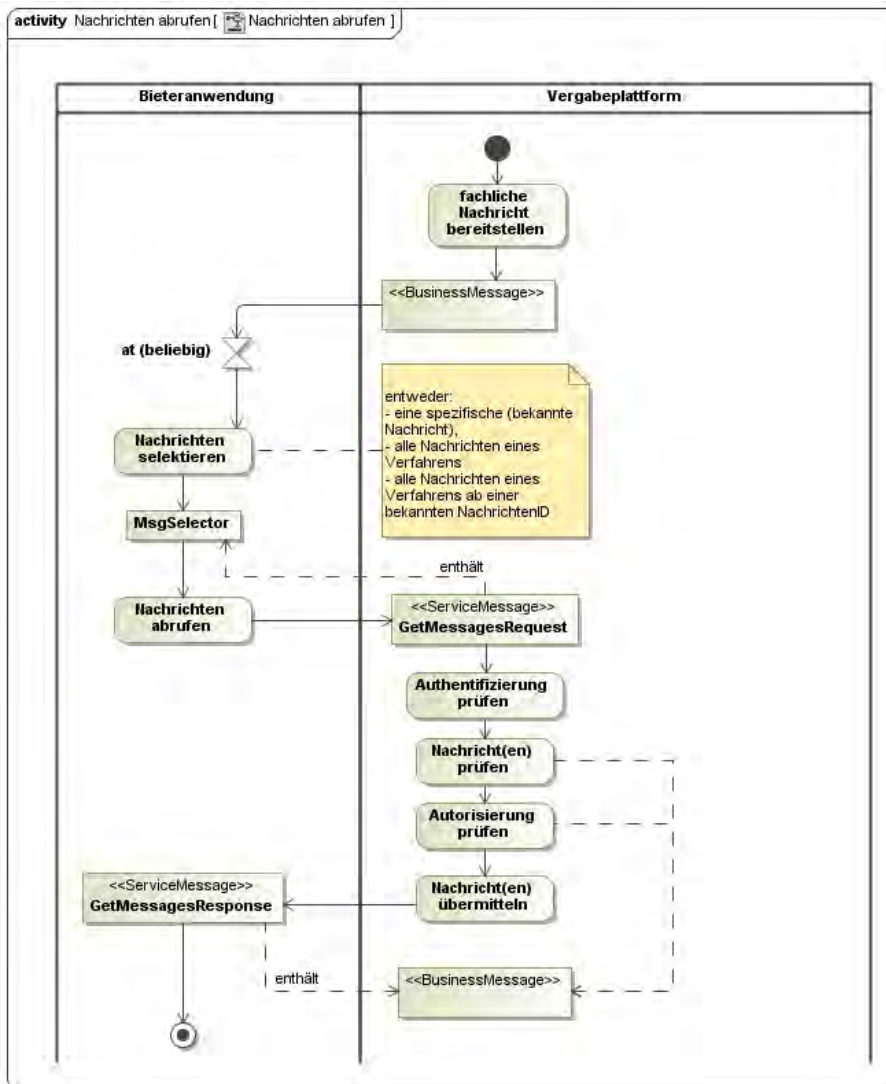 activity Nachrichten abrufen [ Nachrichten abrufen ]
Bieteranwendung
Vergabeplattform
fachliche
Nachricht
bereitstellen
<<BusinessMessage>>
at (beliebig)
entweder:
- eine spezifische (bekannte
Nachricht),
- alle Nachrichten eines
Verfahrens
- alle Nachrichten eines
Verfahrens ab einer
bekannten NachrichtenID
Nachrichten
selektieren
MsgSelector
enthält
Nachrichten
abrufen
<<ServiceMessage>>
GetMessagesRequest
Authentifizierung
prüfen
Nachricht(en)
prüfen
Autorisierung
prüfen
Nachricht(en)
übermitteln
<<ServiceMessage>>
GetMessagesResponse
enthält
<<BusinessMessage>>